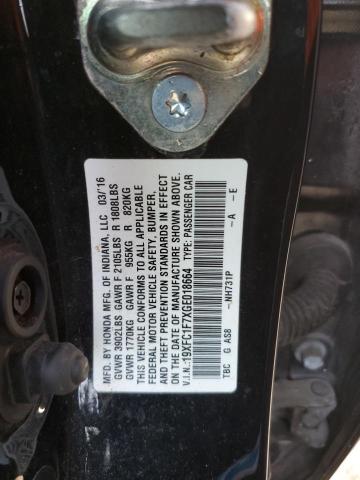 MFD. BY HONDA MFG. OF INDIANA, LLC 03/16
GVWR 3902LBS GAWR F 2105LBS R 1808LBS
GVWR 1770KG GAWR F 955KG R 820KG
THIS VEHICLE CONFORMS TO ALL APPLICABLE
FEDERAL MOTOR VEHICLE SAFETY, BUMPER,
AND THEFT PREVENTION STANDARDS IN EFFECT
ON THE DATE OF MANUFACTURE SHOWN ABOVE.
V.I.N.:19XFC1F7XGE018664 TYPE: PASSENGER CAR
-NH731P -A -E
TBC G AS8